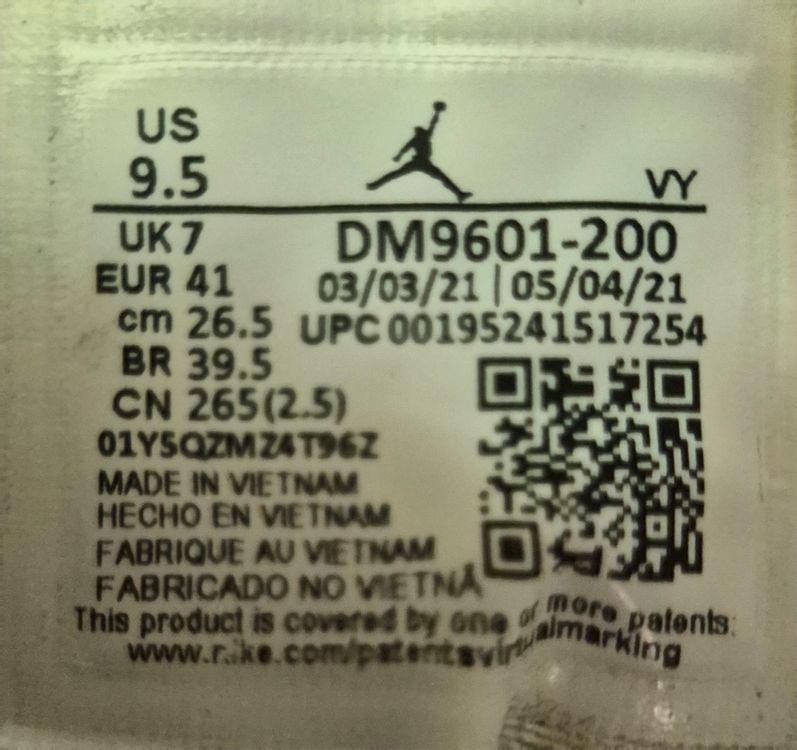 US
9.5
VY
UK 7
DM9601-200
EUR 41
03/03/21 | 05/04/21
cm 26.5
UPC 00195241517254
BR 39.5
CN 265(2.5)
01Y5QZMZ4T96Z
MADE IN VIETNAM
HECHO EN VIETNAM
FABRIQUE AU VIETNAM
FABRICADO NO VIETNÃ
This product is covered by one or more patents:
www.nike.com/patentsvirtualmarking